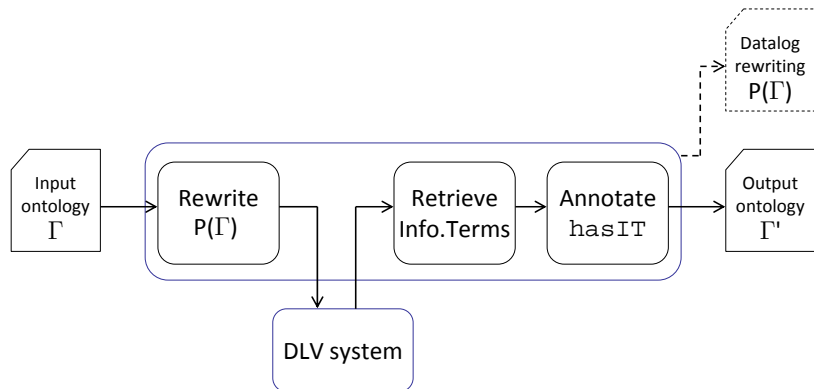 Datalog
rewriting
P(Γ)
Input
ontology
Γ
Rewrite
P(Γ)
Retrieve
Info.Terms
Annotate
hasIT
Output
ontology
Γ'
DLV system